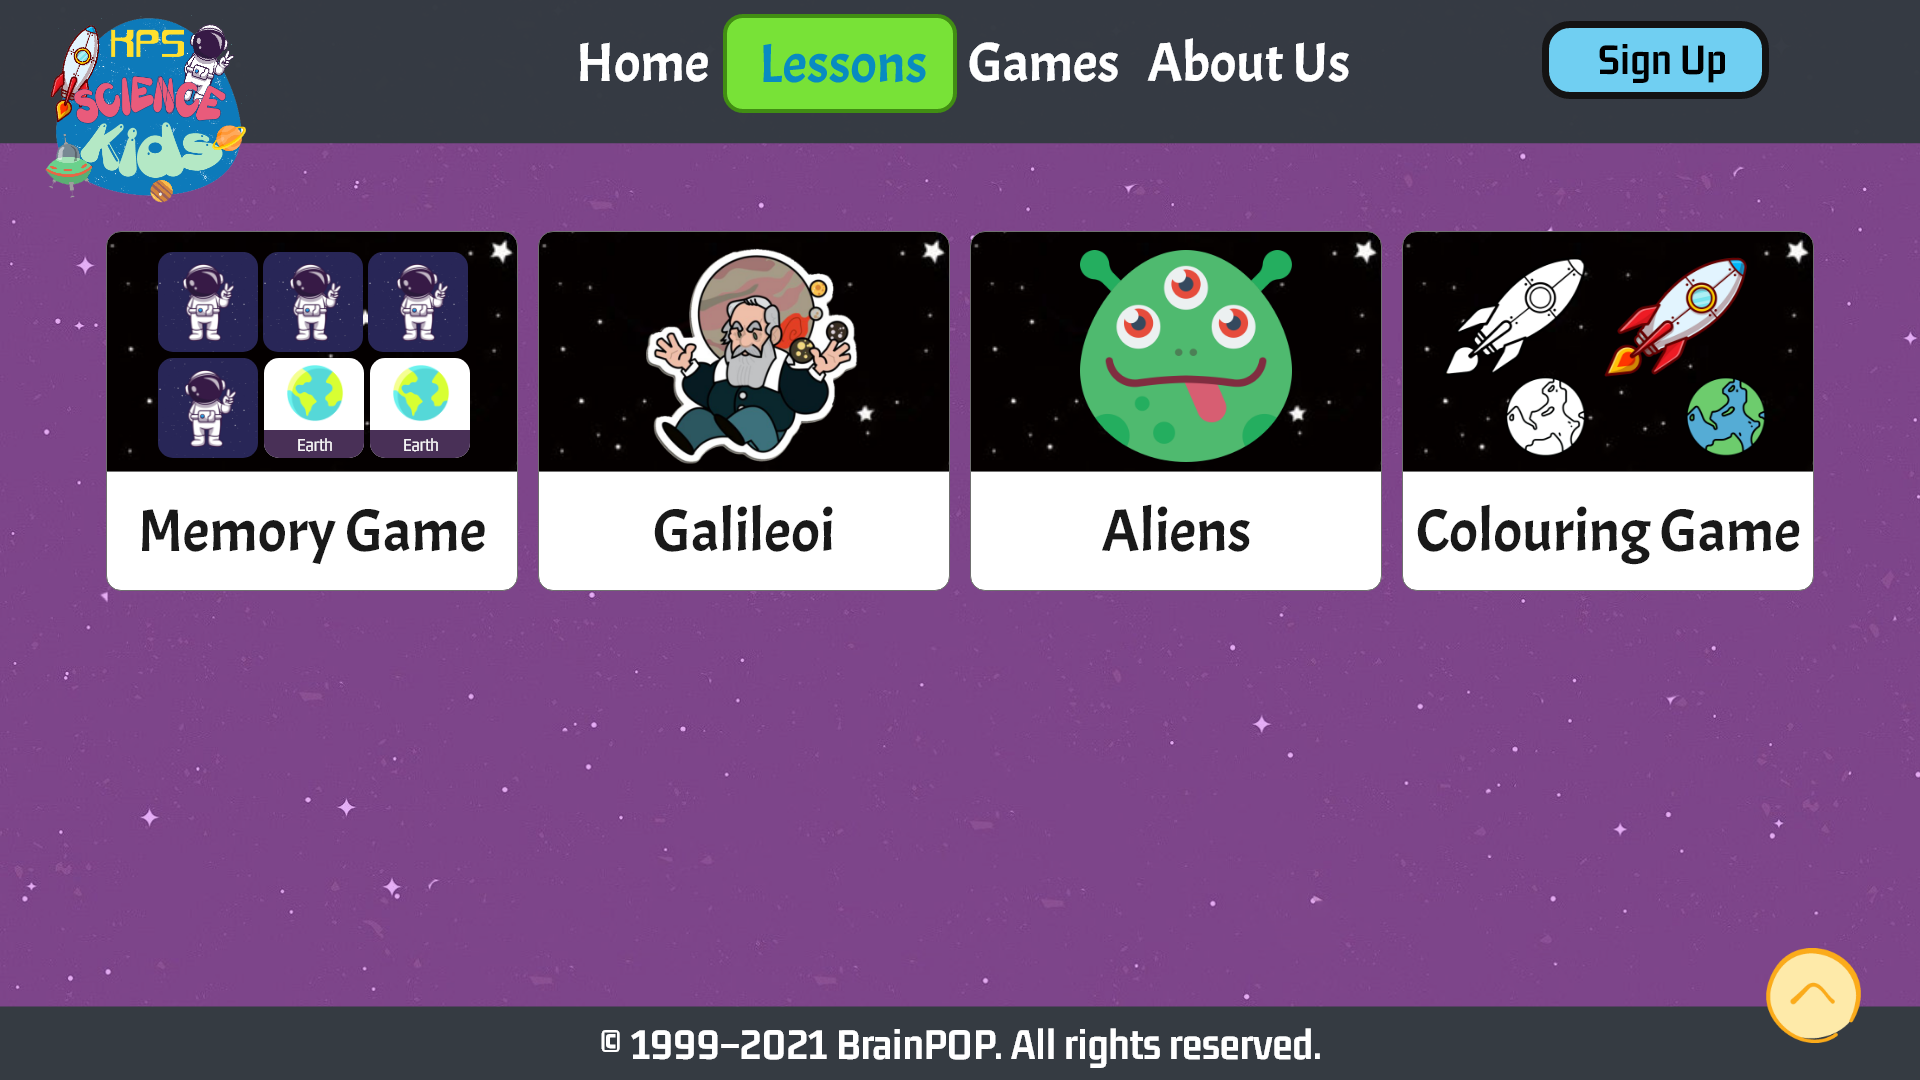 KPS
SCIENCE
Kids
Home Lessons Games About Us
Sign Up
Earth Earth
Memory Game
Galileoi
Aliens
Colouring Game
© 1999–2021 BrainPOP. All rights reserved.